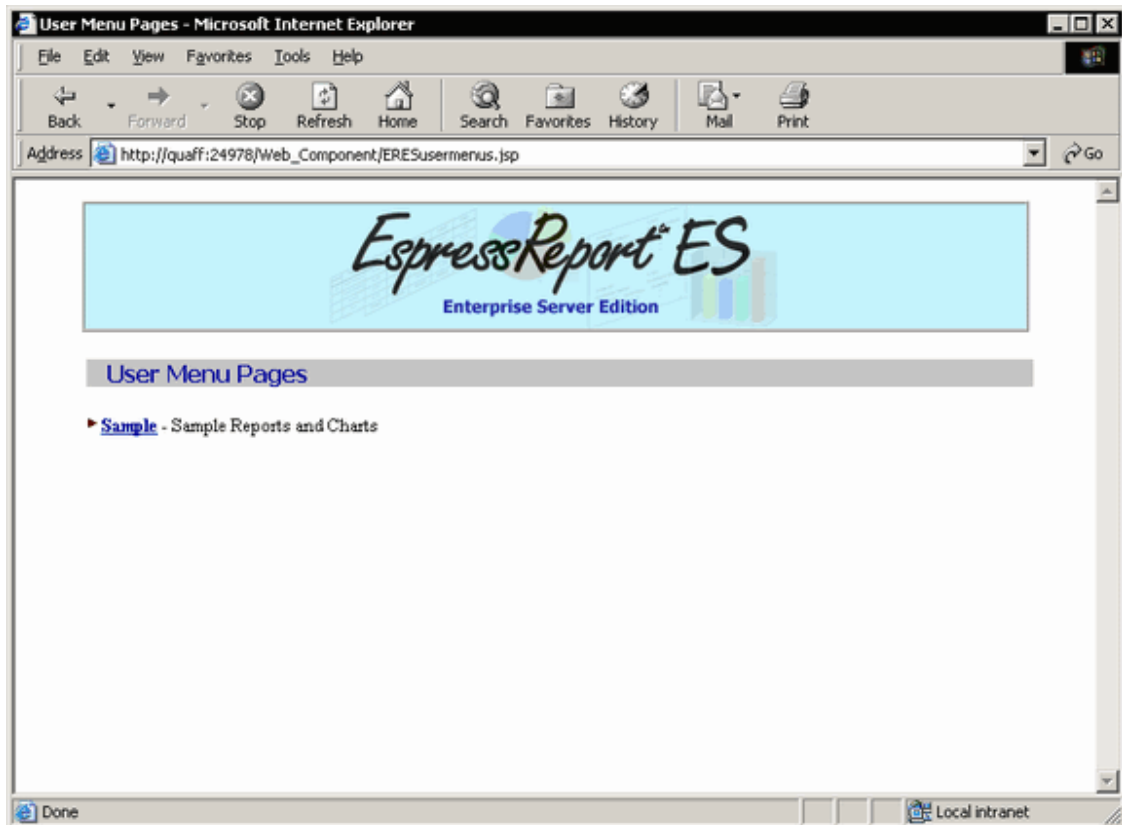 User Menu Pages - Microsoft Internet Explorer
File Edit View Favorites Tools Help
Back Forward Stop Refresh Home Search Favorites History Mail Print
Address http://quaff:24978/Web_Component/ERESusermenus.jsp Go
EspressReport ES
Enterprise Server Edition
User Menu Pages
Sample - Sample Reports and Charts
Done Local intranet